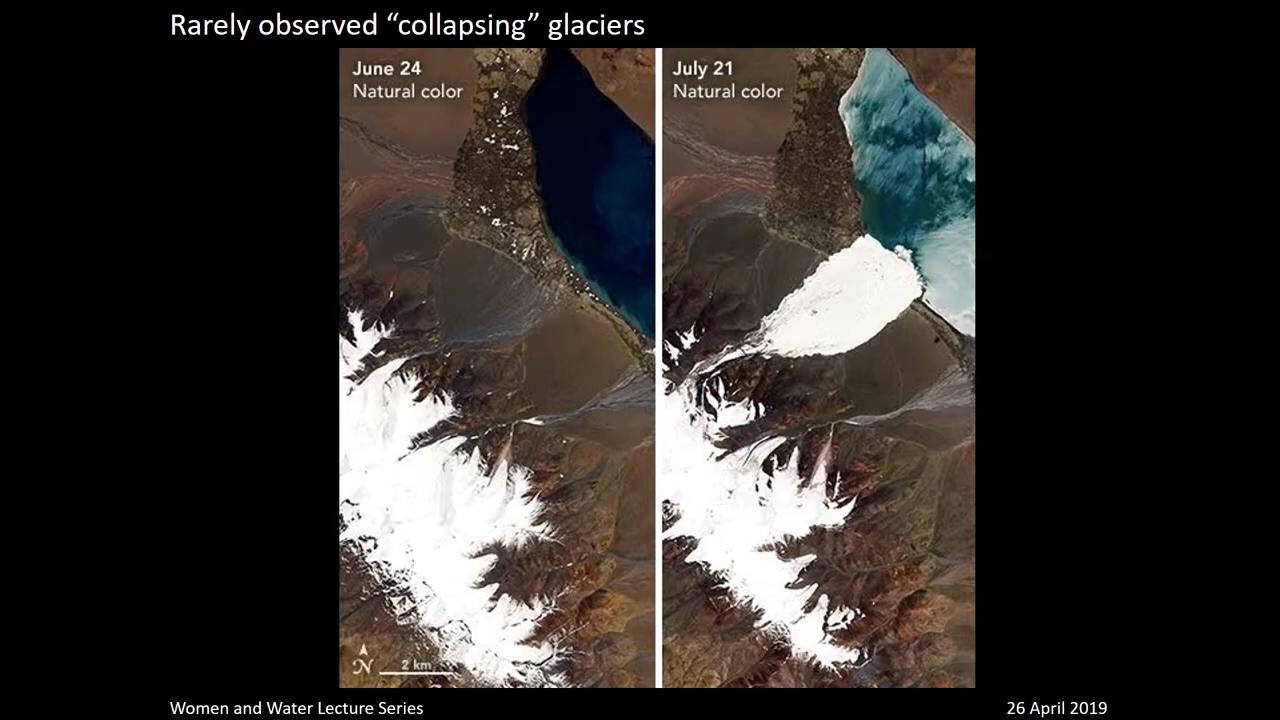 Rarely observed “collapsing” glaciers
June 24
Natural color
July 21
Natural color
N
2 km
Women and Water Lecture Series
26 April 2019